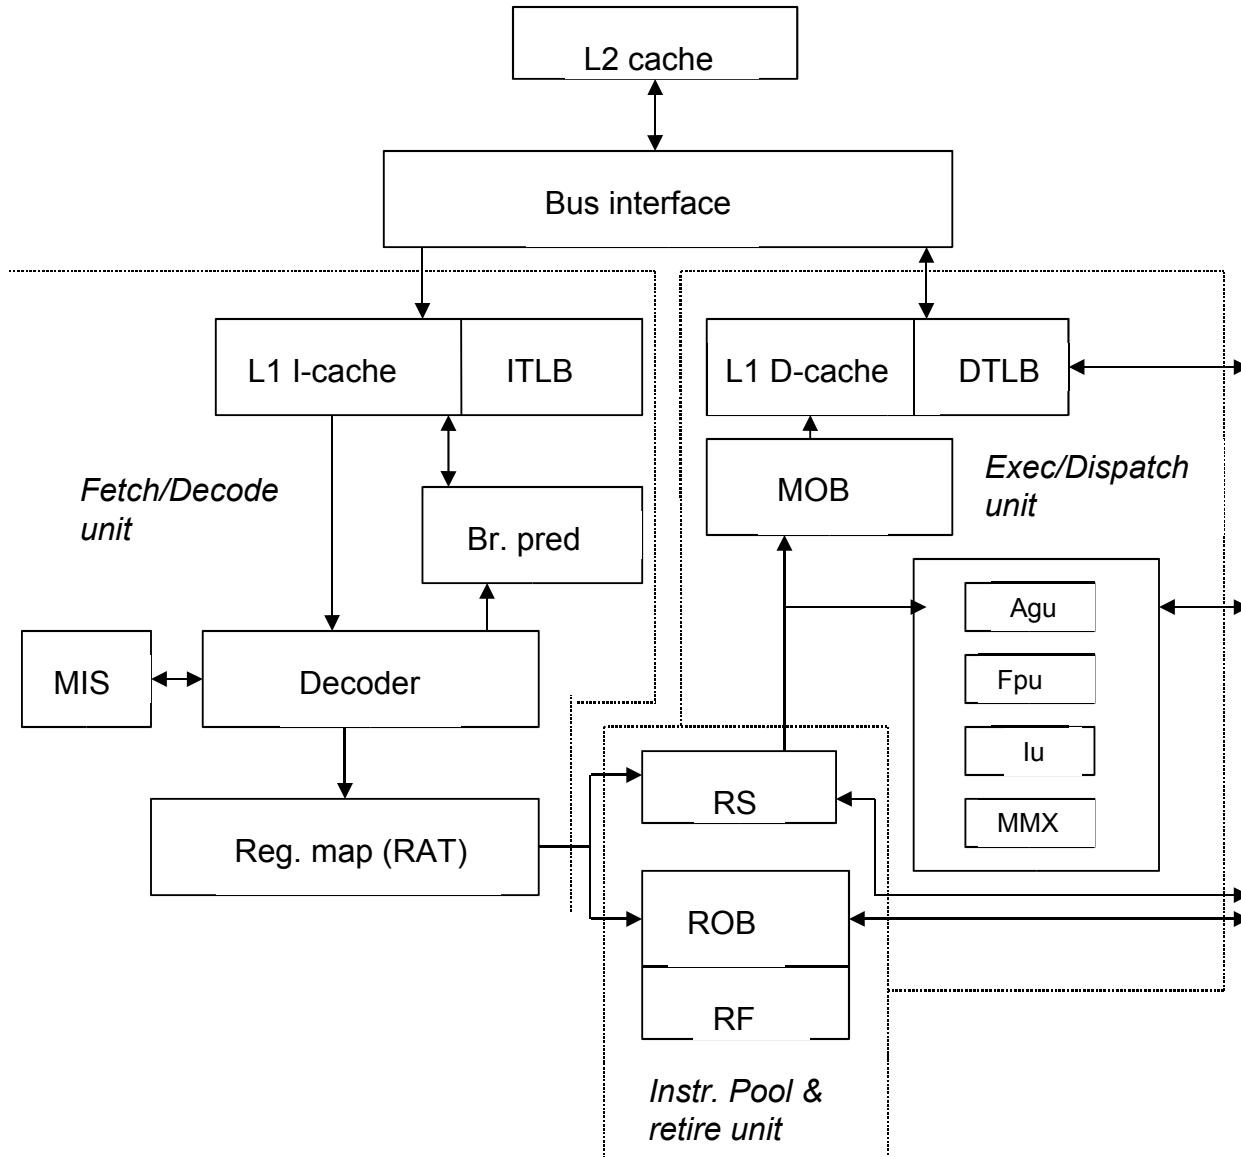 L2 cache
Bus interface
L1 I-cache
ITLB
L1 D-cache
DTLB
Fetch/Decode
unit
Br. pred
MOB
Exec/Dispatch
unit
MIS
Decoder
Agu
Fpu
Iu
MMX
Reg. map (RAT)
RS
ROB
RF
Instr. Pool &
retire unit